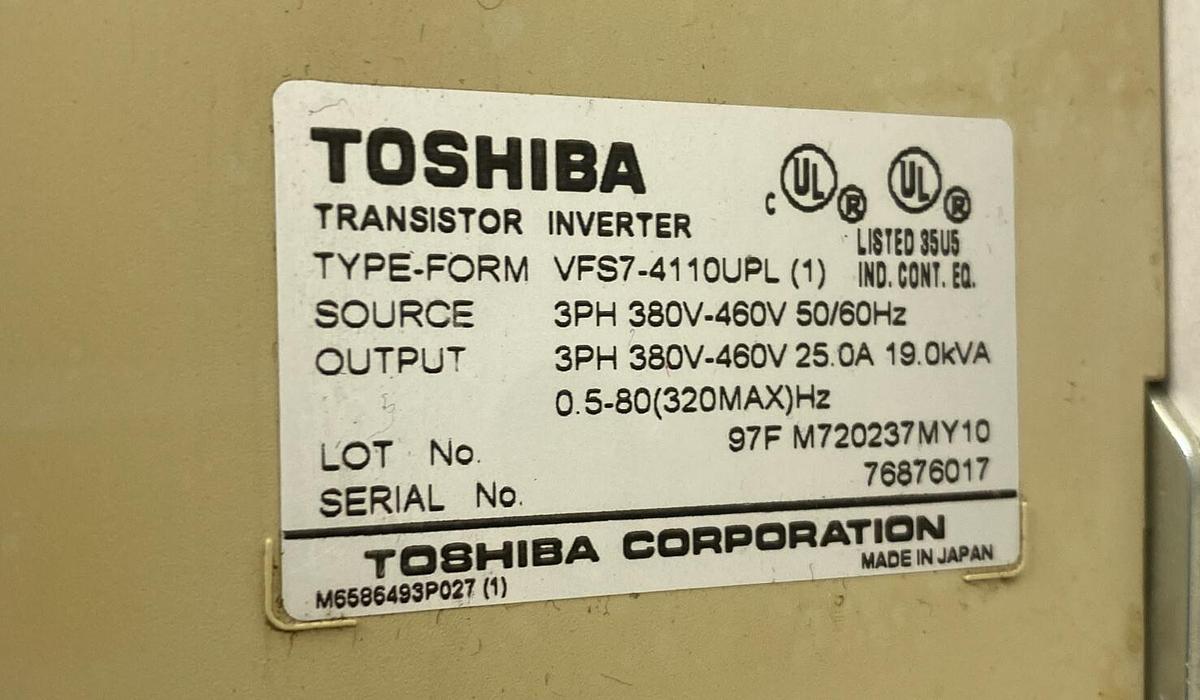 TOSHIBA
TRANSISTOR INVERTER
C UL ® UL ®
LISTED 35U5
IND. CONT. EQ.
TYPE-FORM VFS7-4110UPL (1)
SOURCE 3PH 380V-460V 50/60Hz
OUTPUT 3PH 380V-460V 25.0A 19.0kVA
0.5-80(320MAX)Hz
LOT No. 97F M720237MY10
SERIAL No. 76876017
TOSHIBA CORPORATION
MADE IN JAPAN
M6586493P027 (1)